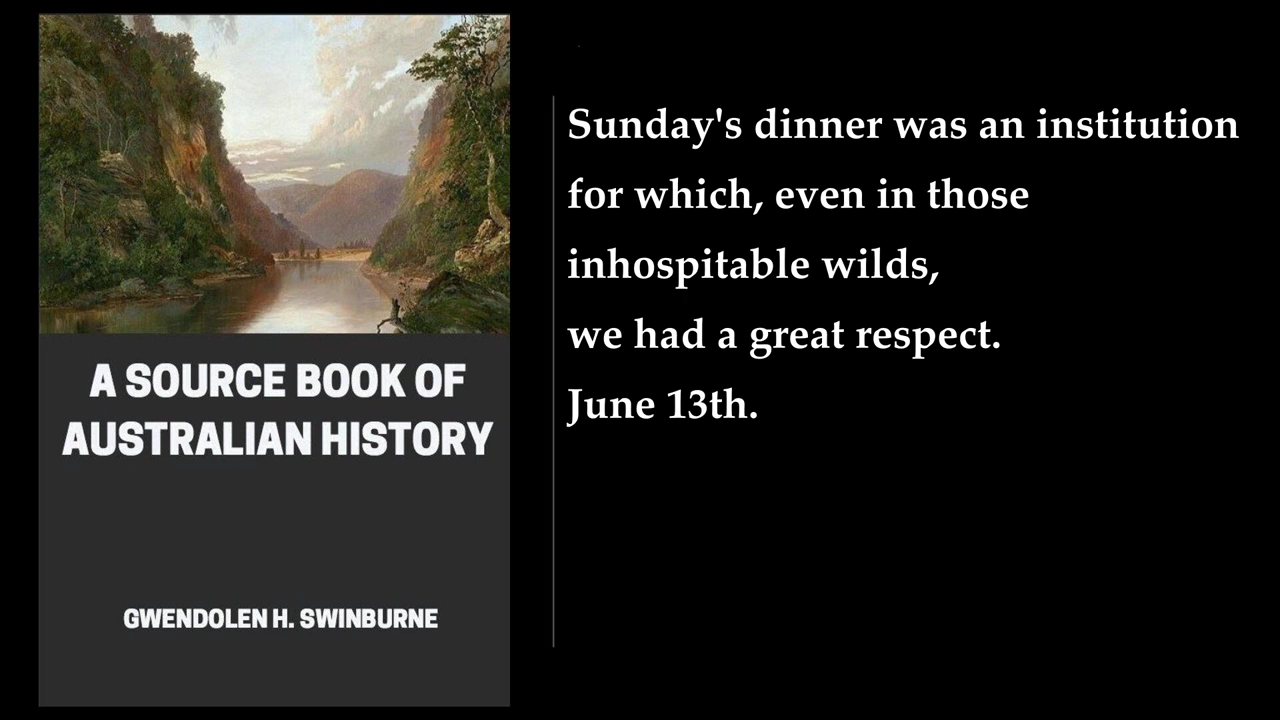 A SOURCE BOOK OF
AUSTRALIAN HISTORY
GWENDOLEN H. SWINBURNE
Sunday's dinner was an institution
for which, even in those
inhospitable wilds,
we had a great respect.
June 13th.